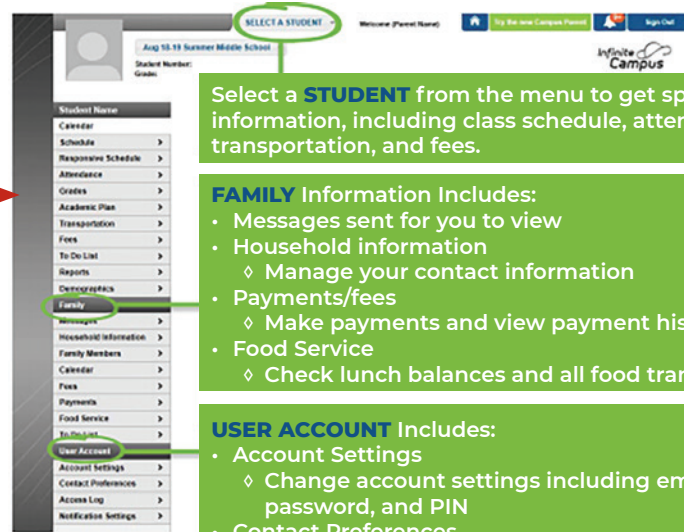 SELECT A STUDENT
Welcome (Parent Name)
Try the new Campus Parent
Sign Out
Aug 18-19 Summer Middle School
Student Number:
Grade:
Infinite
Campus
Select a STUDENT from the menu to get sp
information, including class schedule, atten
transportation, and fees.
Student Name
Calendar
Schedule
Responsive Schedule
Attendance
Grades
Academic Plan
Transportation
Fees
To Do List
Reports
Demographics
Family
Messages
Household Information
Family Members
Calendar
Fees
Payments
Food Service
To Do List
User Account
Account Settings
Contact Preferences
Access Log
Notification Settings
FAMILY Information Includes:
• Messages sent for you to view
• Household information
◊ Manage your contact information
• Payments/fees
◊ Make payments and view payment his
• Food Service
◊ Check lunch balances and all food tran
USER ACCOUNT Includes:
• Account Settings
◊ Change account settings including em
password, and PIN
• Contact Preferences